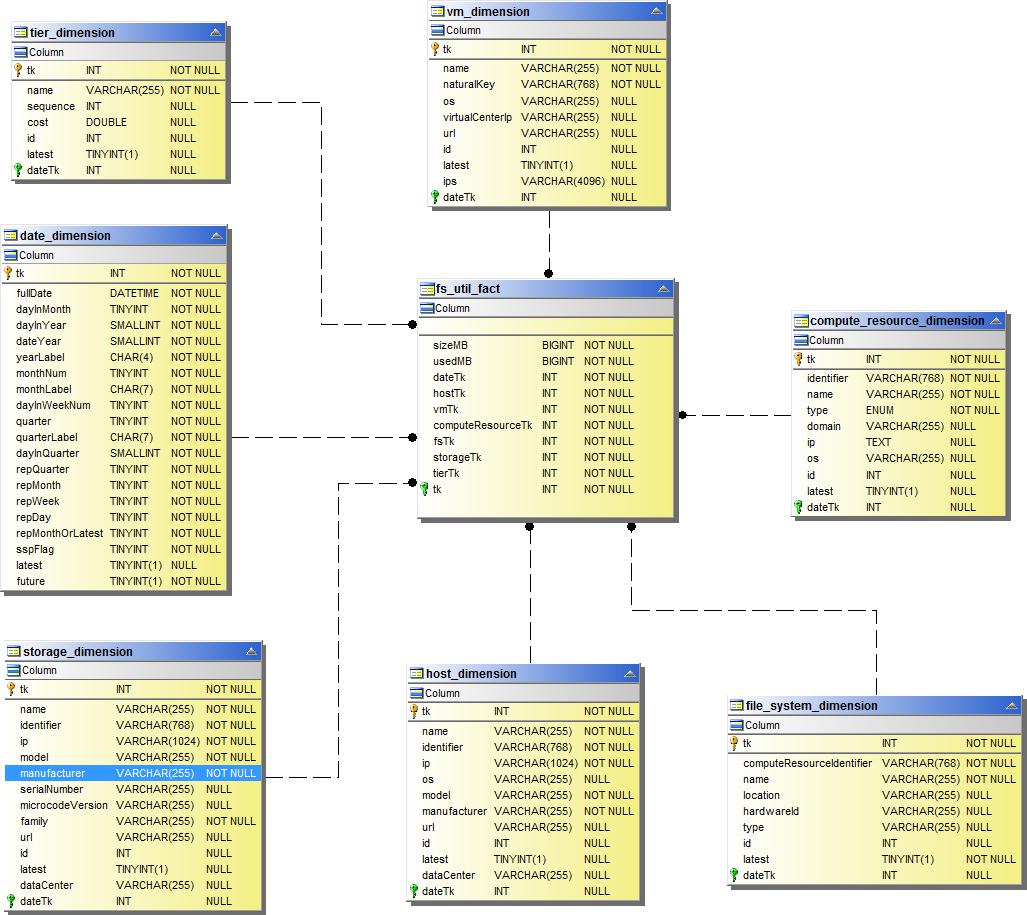 tier_dimension
Column
tk INT NOT NULL
name VARCHAR(255) NOT NULL
sequence INT NULL
cost DOUBLE NULL
id INT NULL
latest TINYINT(1) NULL
dateTk INT NULL
vm_dimension
Column
tk INT NOT NULL
name VARCHAR(255) NOT NULL
naturalKey VARCHAR(768) NOT NULL
os VARCHAR(255) NULL
virtualCenterIp VARCHAR(255) NULL
url VARCHAR(255) NULL
id INT NULL
latest TINYINT(1) NULL
ips VARCHAR(4096) NULL
dateTk INT NULL
date_dimension
Column
tk INT NOT NULL
fullDate DATETIME NOT NULL
dayInMonth TINYINT NOT NULL
dayInYear SMALLINT NOT NULL
dateYear SMALLINT NOT NULL
yearLabel CHAR(4) NOT NULL
monthNum TINYINT NOT NULL
monthLabel CHAR(7) NOT NULL
dayInWeekNum TINYINT NOT NULL
quarter TINYINT NOT NULL
quarterLabel CHAR(7) NOT NULL
dayInQuarter SMALLINT NOT NULL
repQuarter TINYINT NOT NULL
repMonth TINYINT NOT NULL
repWeek TINYINT NOT NULL
repDay TINYINT NOT NULL
repMonthOrLatest TINYINT NOT NULL
sspFlag TINYINT NOT NULL
latest TINYINT(1) NULL
future TINYINT(1) NOT NULL
fs_util_fact
Column
sizeMB BIGINT NOT NULL
usedMB BIGINT NOT NULL
dateTk INT NOT NULL
hostTk INT NOT NULL
vmTk INT NOT NULL
computeResourceTk INT NOT NULL
fsTk INT NOT NULL
storageTk INT NOT NULL
tierTk INT NOT NULL
tk INT NOT NULL
compute_resource_dimension
Column
tk INT NOT NULL
identifier VARCHAR(768) NOT NULL
name VARCHAR(255) NOT NULL
type ENUM NOT NULL
domain VARCHAR(255) NULL
ip TEXT NULL
os VARCHAR(255) NULL
id INT NULL
latest TINYINT(1) NULL
dateTk INT NULL
storage_dimension
Column
tk INT NOT NULL
name VARCHAR(255) NOT NULL
identifier VARCHAR(768) NOT NULL
ip VARCHAR(1024) NOT NULL
model VARCHAR(255) NOT NULL
manufacturer VARCHAR(255) NOT NULL
serialNumber VARCHAR(255) NULL
microcodeVersion VARCHAR(255) NULL
family VARCHAR(255) NOT NULL
url VARCHAR(255) NULL
id INT NULL
latest TINYINT(1) NULL
dataCenter VARCHAR(255) NULL
dateTk INT NULL
host_dimension
Column
tk INT NOT NULL
name VARCHAR(255) NOT NULL
identifier VARCHAR(768) NOT NULL
ip VARCHAR(1024) NOT NULL
os VARCHAR(255) NULL
model VARCHAR(255) NOT NULL
manufacturer VARCHAR(255) NOT NULL
url VARCHAR(255) NULL
id INT NULL
latest TINYINT(1) NULL
dataCenter VARCHAR(255) NULL
dateTk INT NULL
file_system_dimension
Column
tk INT NOT NULL
computeResourceIdentifier VARCHAR(768) NOT NULL
name VARCHAR(255) NOT NULL
location VARCHAR(255) NULL
hardwareId VARCHAR(255) NULL
type VARCHAR(255) NULL
id INT NULL
latest TINYINT(1) NOT NULL
dateTk INT NULL